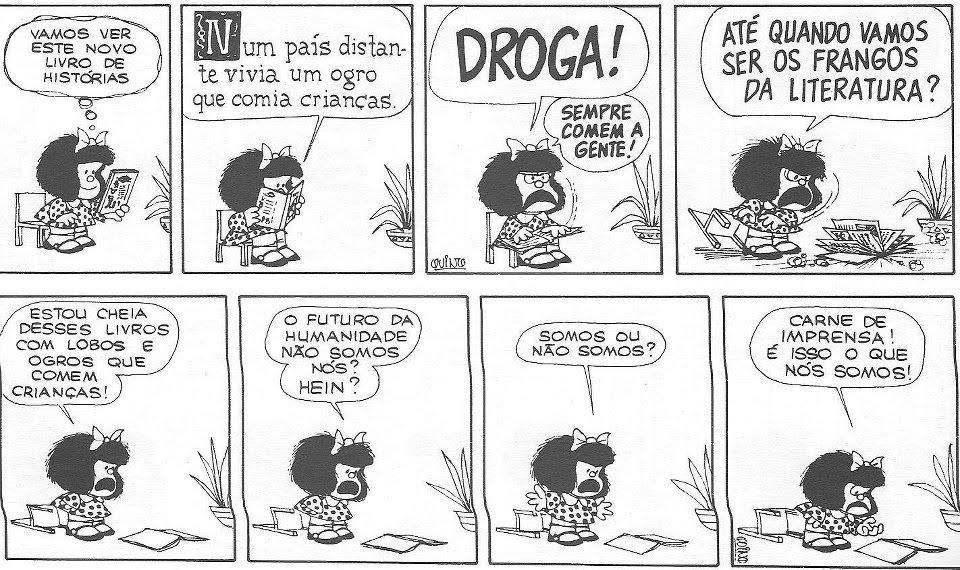 VAMOS VER
ESTE NOVO
LIVRO DE
HISTÓRIAS
Num país distan-
te vivia um ogro
que comia crianças.
DROGA!
SEMPRE
COMEM A
GENTE!
QUINO
ATÉ QUANDO VAMOS
SER OS FRANGOS
DA LITERATURA?
ESTOU CHEIA
DESSES LIVROS
COM LOBOS E
OGROS QUE
COMEM
CRIANÇAS!
O FUTURO DA
HUMANIDADE
NÃO SOMOS
NÓS?
HEIN?
SOMOS OU
NÃO SOMOS?
CARNE DE
IMPRENSA!
É ISSO O QUE
NÓS SOMOS!
QUINO